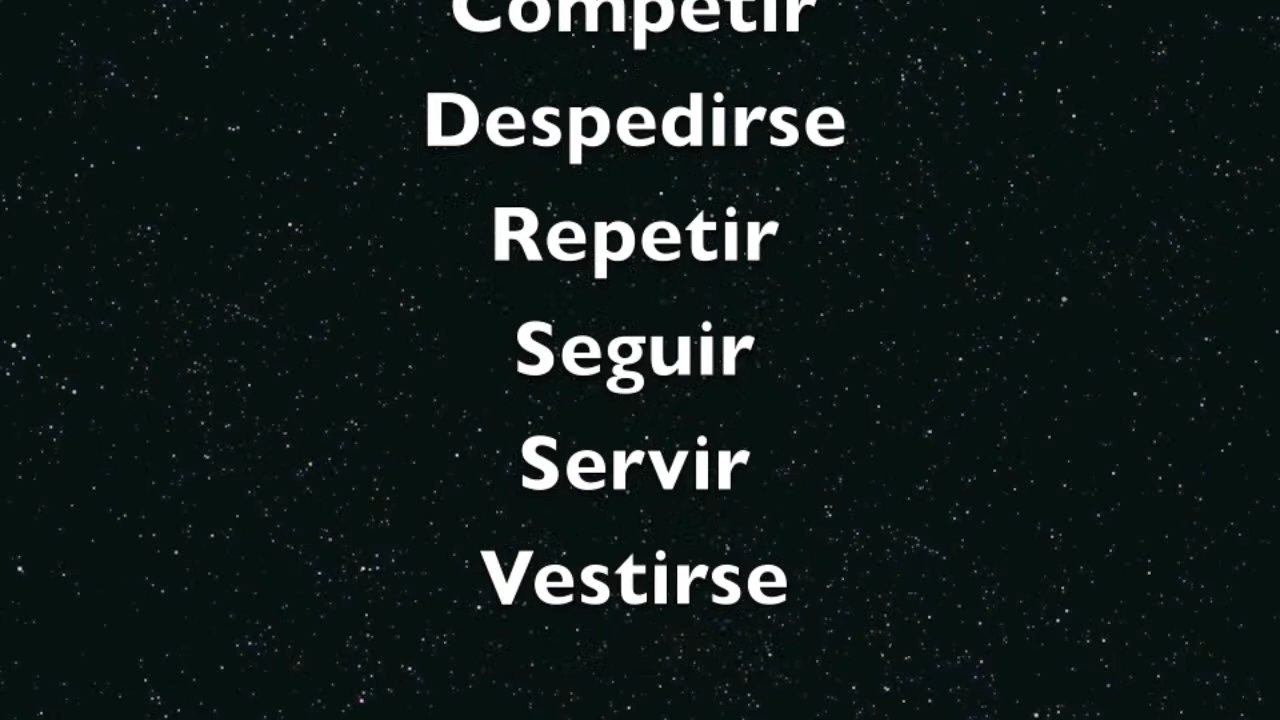 Competir
Despedirse
Repetir
Seguir
Servir
Vestirse